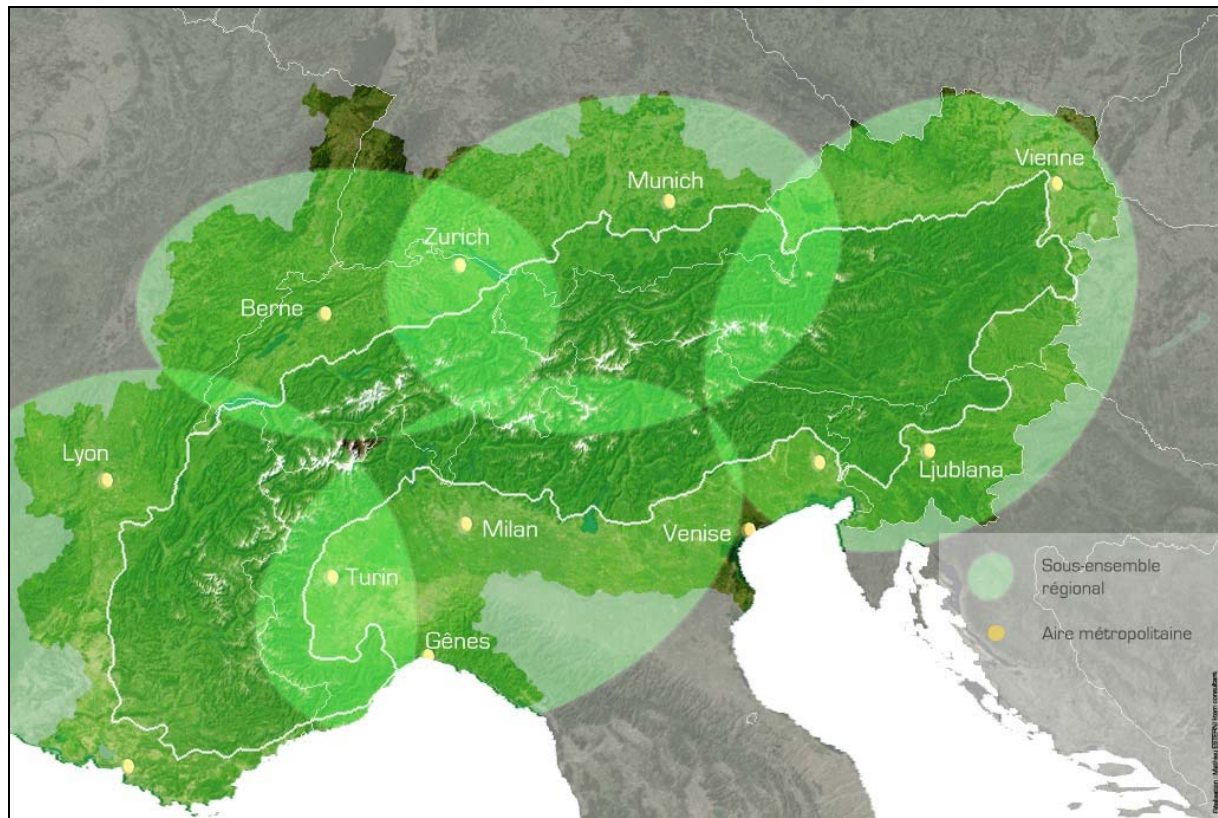 Vienne
Munich
Zurich
Berne
Lyon
Ljublana
Milan
Venise
Turin
Gênes
Sous-ensemble
régional
Aire métropolitaine